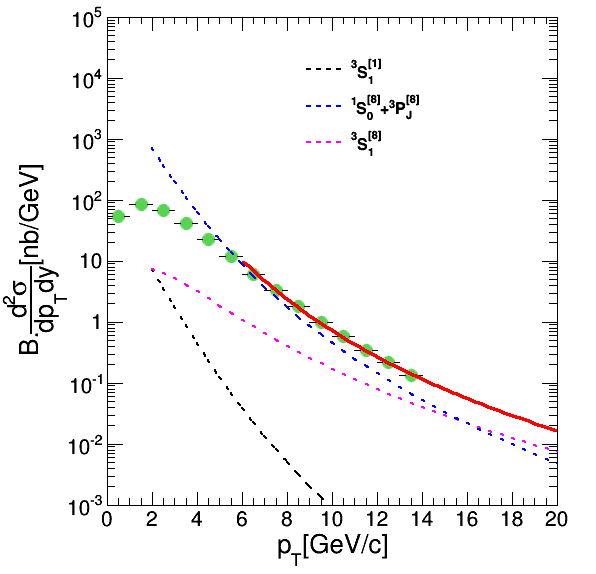 10⁵
10⁴
10³
10²
10
1
10⁻¹
10⁻²
10⁻³
³S₁^[1]
¹S₀^[8]+³P_J^[8]
³S₁^[8]
B.d²σ/dp_Tdy[nb/GeV]
0 2 4 6 8 10 12 14 16 18 20
p_T[GeV/c]